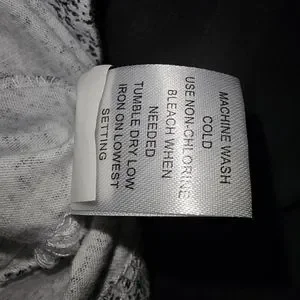 MACHINE WASH
COLD
USE NON-CHLORINE
BLEACH WHEN
NEEDED
TUMBLE DRY LOW
IRON ON LOWEST
SETTING